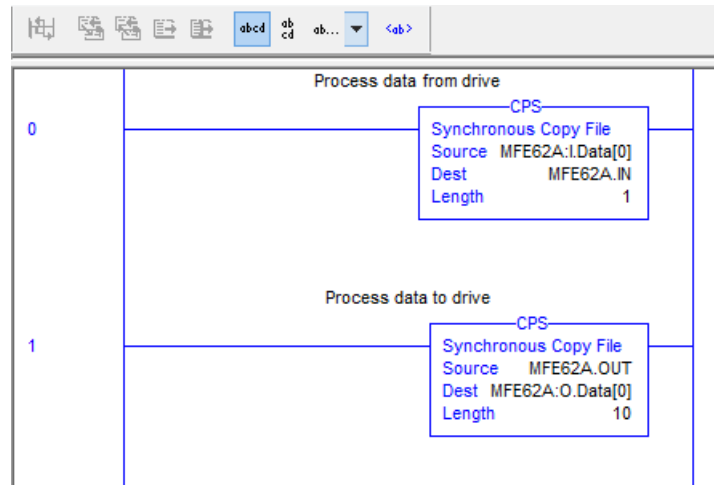 abcd
ab
cd
ab...
<ab>
Process data from drive
0
CPS
Synchronous Copy File
Source MFE62A:I.Data[0]
Dest MFE62A.IN
Length 1
Process data to drive
1
CPS
Synchronous Copy File
Source MFE62A.OUT
Dest MFE62A:O.Data[0]
Length 10